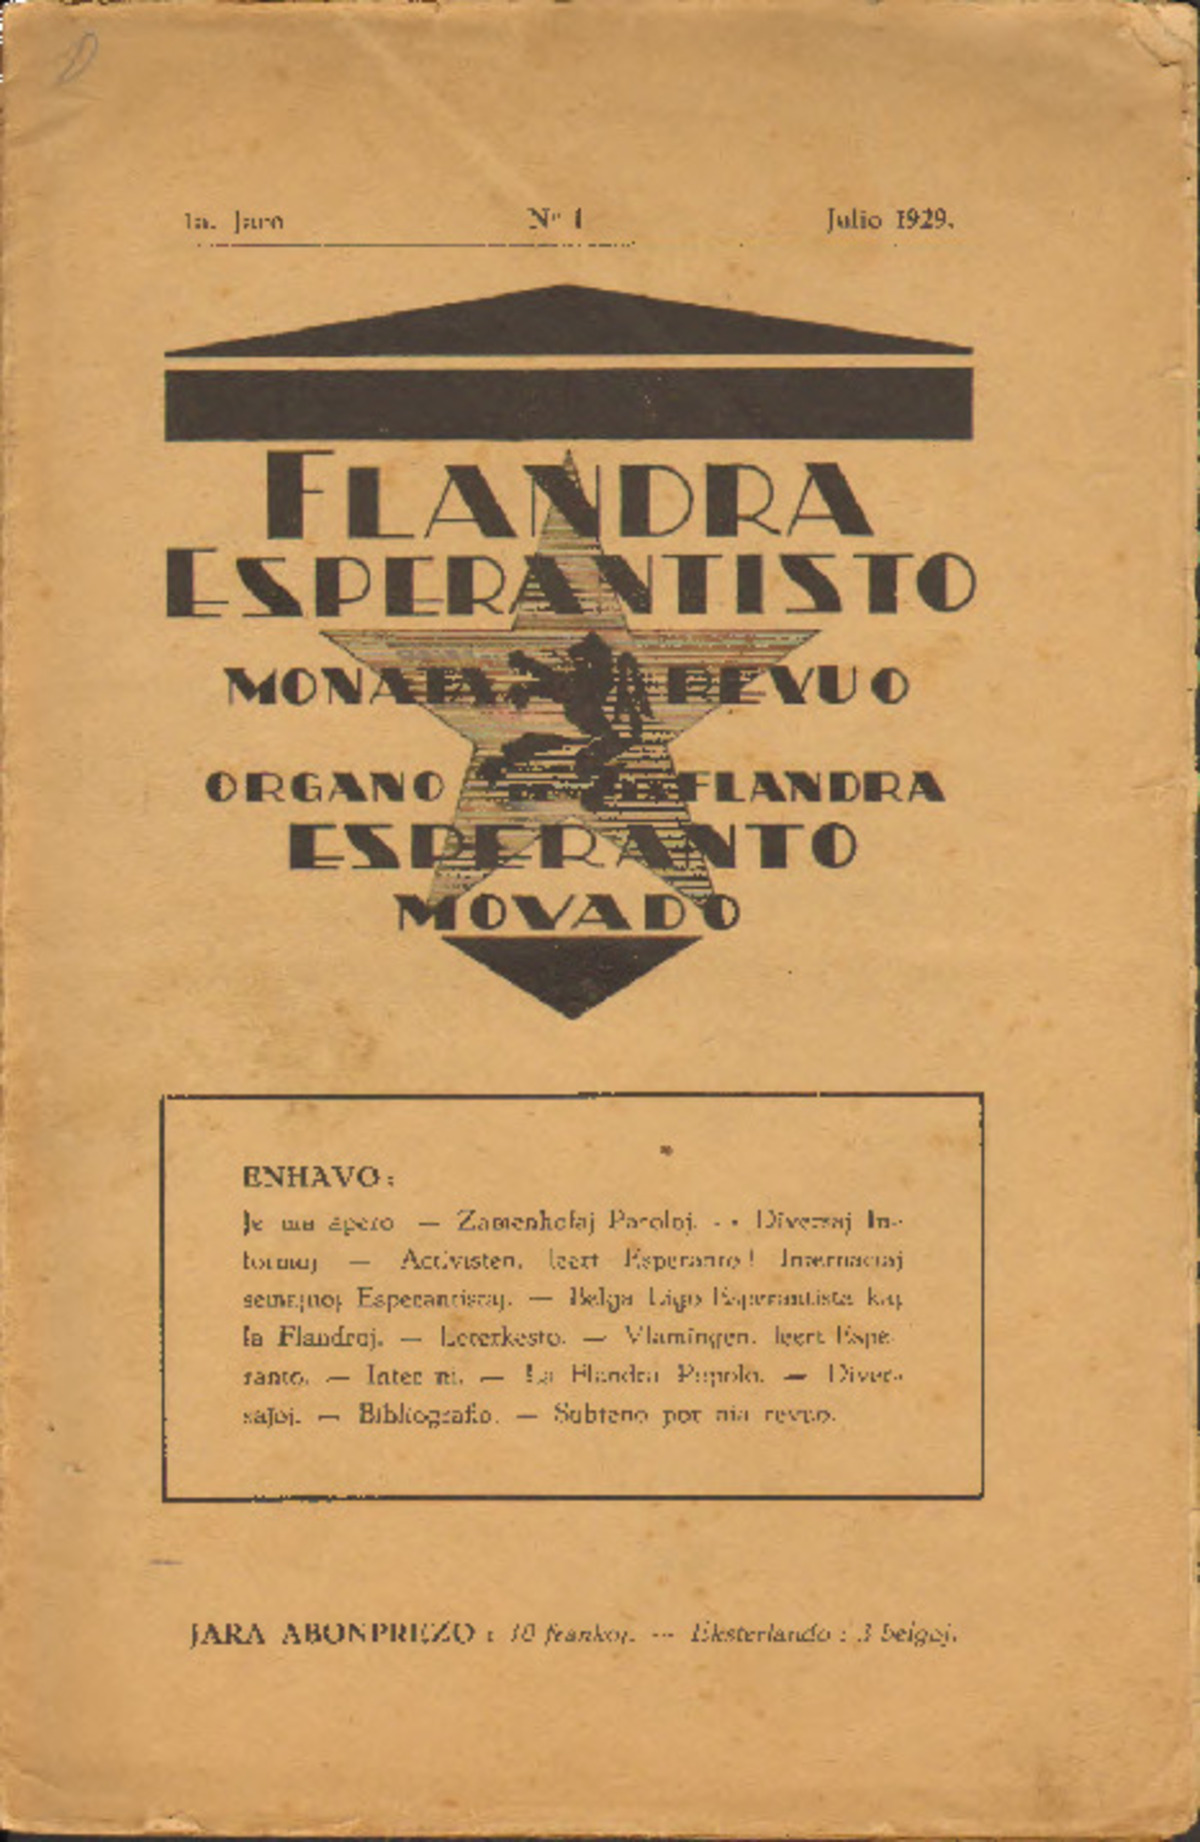 1a. Jaro Nº 1 Julio 1929.
FLANDRA
ESPERANTISTO
MONATA REVUO
ORGANO FLANDRA
ESPERANTO
MOVADO
ENHAVO:
Je nia apero — Zamenhofaj Paroloj. -- Diversaj In-
formoj — Activisten, leert Esperanto! Internaciaj
semajnoj Esperantistaj. — Belga Ligo Esperantista kaj
la Flandroj. — Leterkesto. — Vlamingen, leert Espe-
ranto. — Inter ni. — La Flandra Popolo. — Diver-
saĵoj. — Bibliografio. — Subteno por nia revuo.
JARA ABONPREZO : 10 frankoj. — Eksterlando : 3 belgoj.